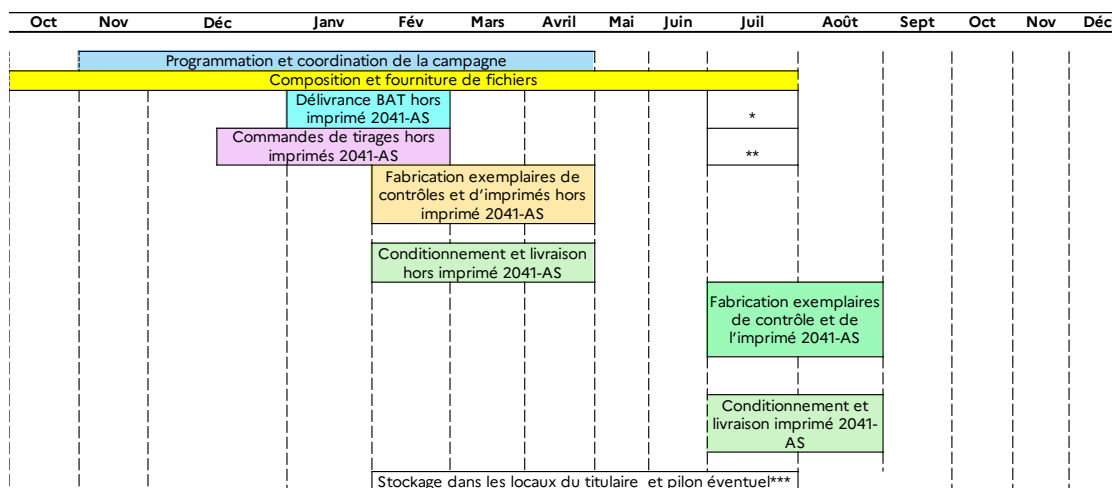 Oct Nov Déc Janv Fév Mars Avril Mai Juin Juil Août Sept Oct Nov Déc
Programmation et coordination de la campagne
Composition et fourniture de fichiers
Délivrance BAT hors
imprimé 2041-AS
*
Commandes de tirages hors
imprimés 2041-AS
**
Fabrication exemplaires de
contrôles et d'imprimés hors
imprimé 2041-AS
Conditionnement et livraison
hors imprimé 2041-AS
Fabrication exemplaires
de contrôle et de
l'imprimé 2041-AS
Conditionnement et
livraison imprimé 2041-
AS
Stockage dans les locaux du titulaire et pilon éventuel***